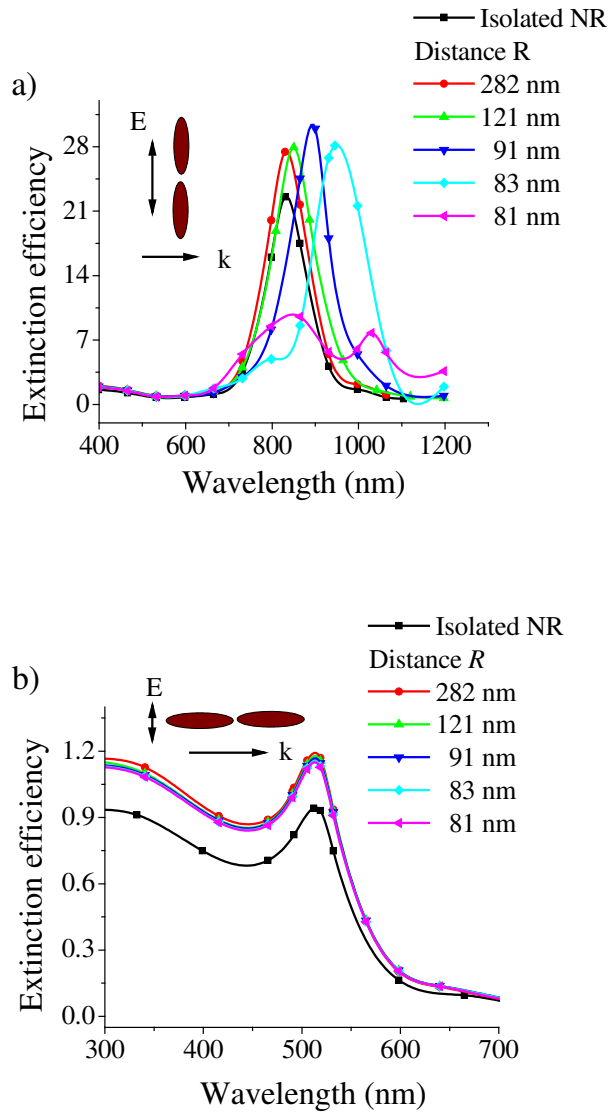 Isolated NR
Distance R
282 nm
121 nm
91 nm
83 nm
81 nm
a)
E
k
28
21
14
7
0
Extinction efficiency
400 600 800 1000 1200
Wavelength (nm)
Isolated NR
Distance R
282 nm
121 nm
91 nm
83 nm
81 nm
b)
E
k
1.2
0.9
0.6
0.3
0.0
Extinction efficiency
300 400 500 600 700
Wavelength (nm)